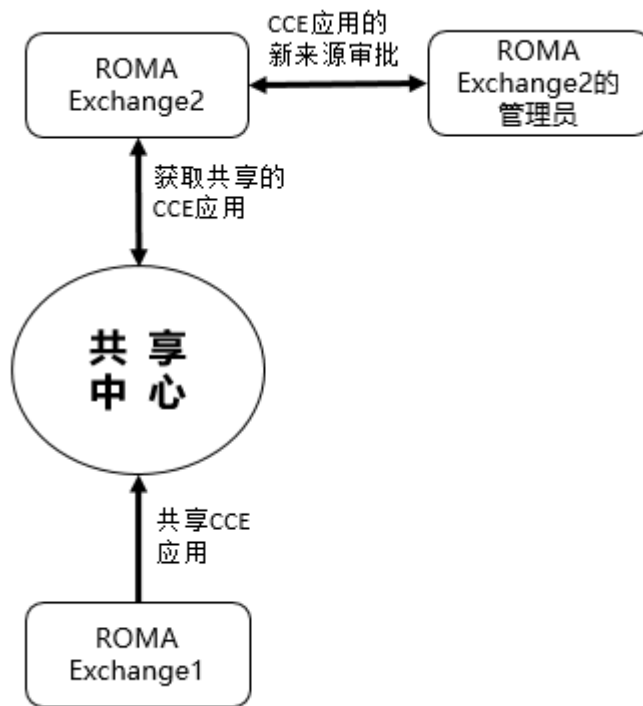 CCE应用的
新来源审批
ROMA
Exchange2
ROMA
Exchange2的
管理员
获取共享的
CCE应用
共 享
中 心
共享CCE
应用
ROMA
Exchange1